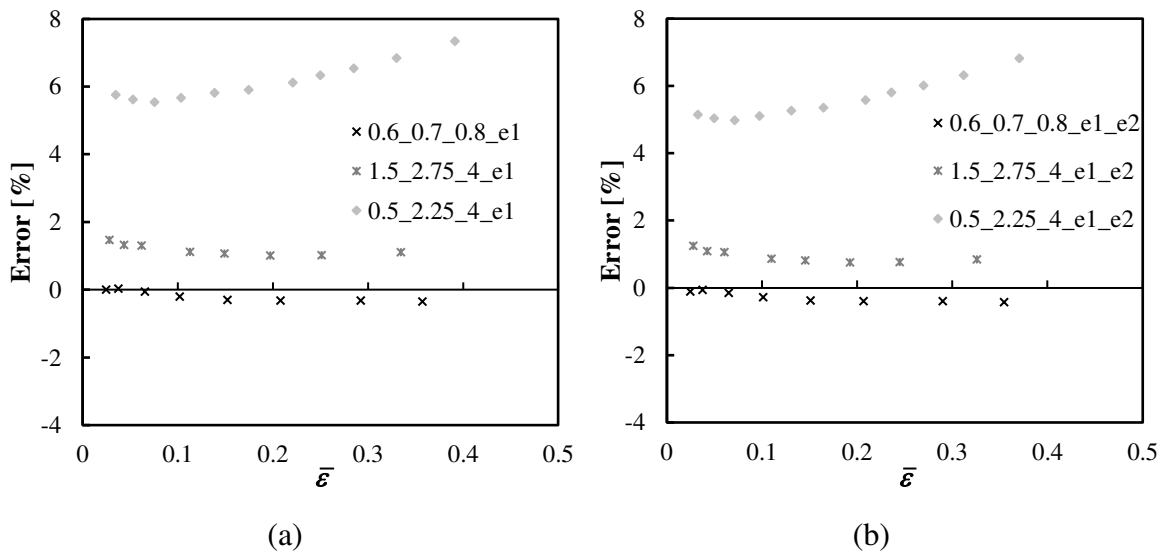 8
6
4
2
0
-2
-4
Error [%]
0.6_0.7_0.8_e1
1.5_2.75_4_e1
0.5_2.25_4_e1
0 0.1 0.2 0.3 0.4 0.5
ε̅
(a)
8
6
4
2
0
-2
-4
Error [%]
0.6_0.7_0.8_e1_e2
1.5_2.75_4_e1_e2
0.5_2.25_4_e1_e2
0 0.1 0.2 0.3 0.4 0.5
ε̅
(b)